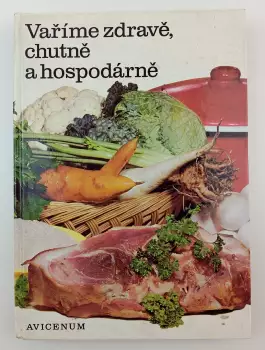 Vaříme zdravě,
chutně
a hospodárně
AVICENUM